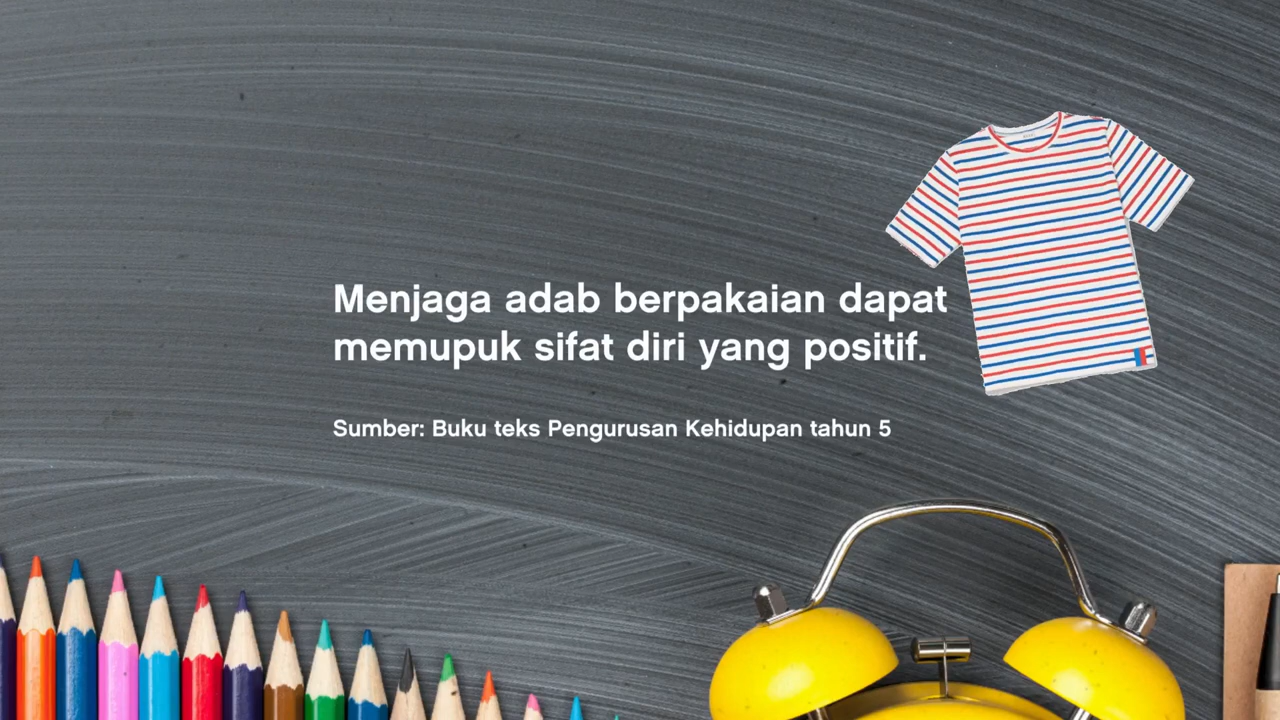 Menjaga adab berpakaian dapat
memupuk sifat diri yang positif.
Sumber: Buku teks Pengurusan Kehidupan tahun 5